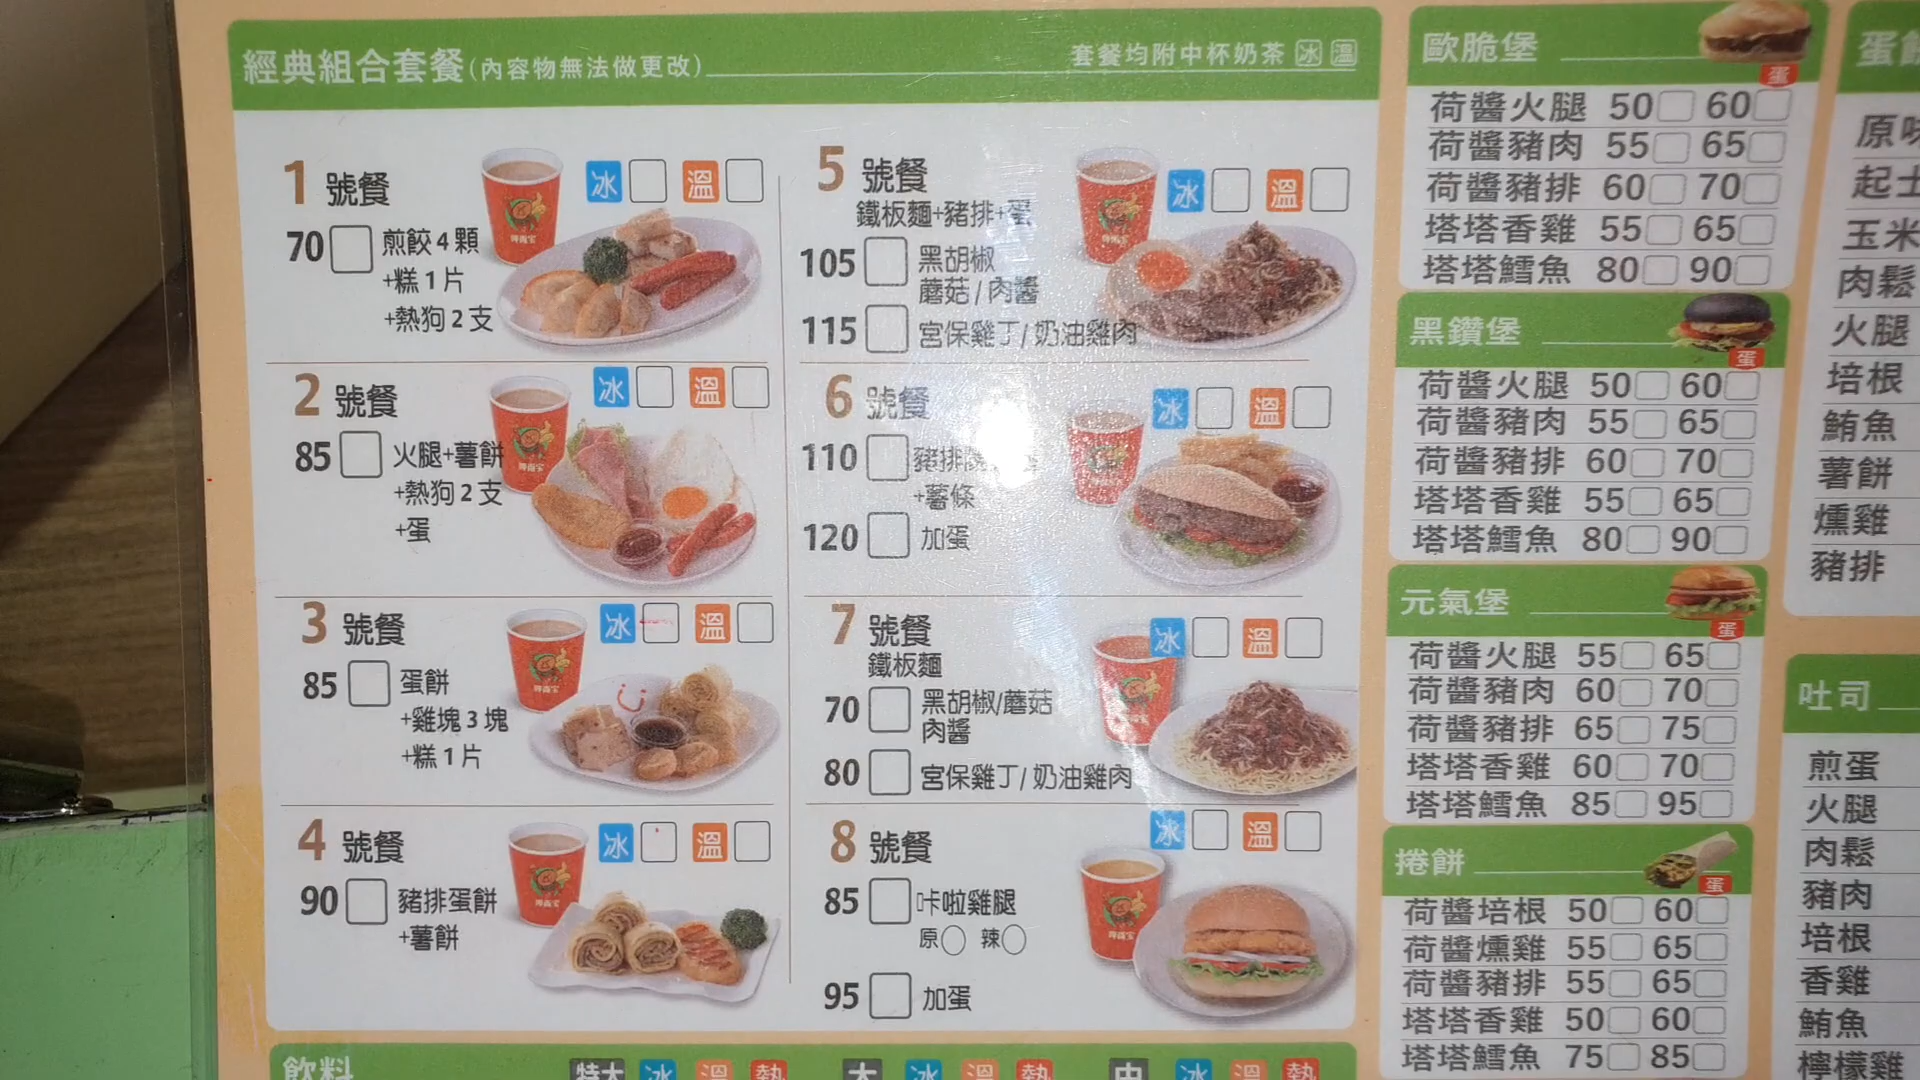 經典組合套餐(內容物無法做更改)
套餐均附中杯奶茶 冰 溫
1 號餐 冰 溫
70 煎餃4顆
+糕1片
+熱狗2支
2 號餐 冰 溫
85 火腿+薯餅
+熱狗2支
+蛋
3 號餐 冰 溫
85 蛋餅
+雞塊3塊
+糕1片
4 號餐 冰 溫
90 豬排蛋餅
+薯餅
5 號餐 冰 溫
鐵板麵+豬排+蛋
105 黑胡椒
蘑菇/肉醬
115 宮保雞丁/奶油雞肉
6 號餐 冰 溫
110 豬排
+薯條
120 加蛋
7 號餐 冰 溫
鐵板麵
70 黑胡椒/蘑菇
肉醬
80 宮保雞丁/奶油雞肉
8 號餐 冰 溫
85 咔啦雞腿
原 辣
95 加蛋
飲料 特大 冰 溫 熱 大 冰 溫 熱 中 冰 溫 熱
歐脆堡 蛋
荷醬火腿 50 60
荷醬豬肉 55 65
荷醬豬排 60 70
塔塔香雞 55 65
塔塔鱈魚 80 90
黑鑽堡 蛋
荷醬火腿 50 60
荷醬豬肉 55 65
荷醬豬排 60 70
塔塔香雞 55 65
塔塔鱈魚 80 90
元氣堡 蛋
荷醬火腿 55 65
荷醬豬肉 60 70
荷醬豬排 65 75
塔塔香雞 60 70
塔塔鱈魚 85 95
捲餅 蛋
荷醬培根 50 60
荷醬燻雞 55 65
荷醬豬排 55 65
塔塔香雞 50 60
塔塔鱈魚 75 85
蛋餅
原味
起士
玉米
肉鬆
火腿
培根
鮪魚
薯餅
燻雞
豬排
吐司
煎蛋
火腿
肉鬆
豬肉
培根
香雞
鮪魚
檸檬雞